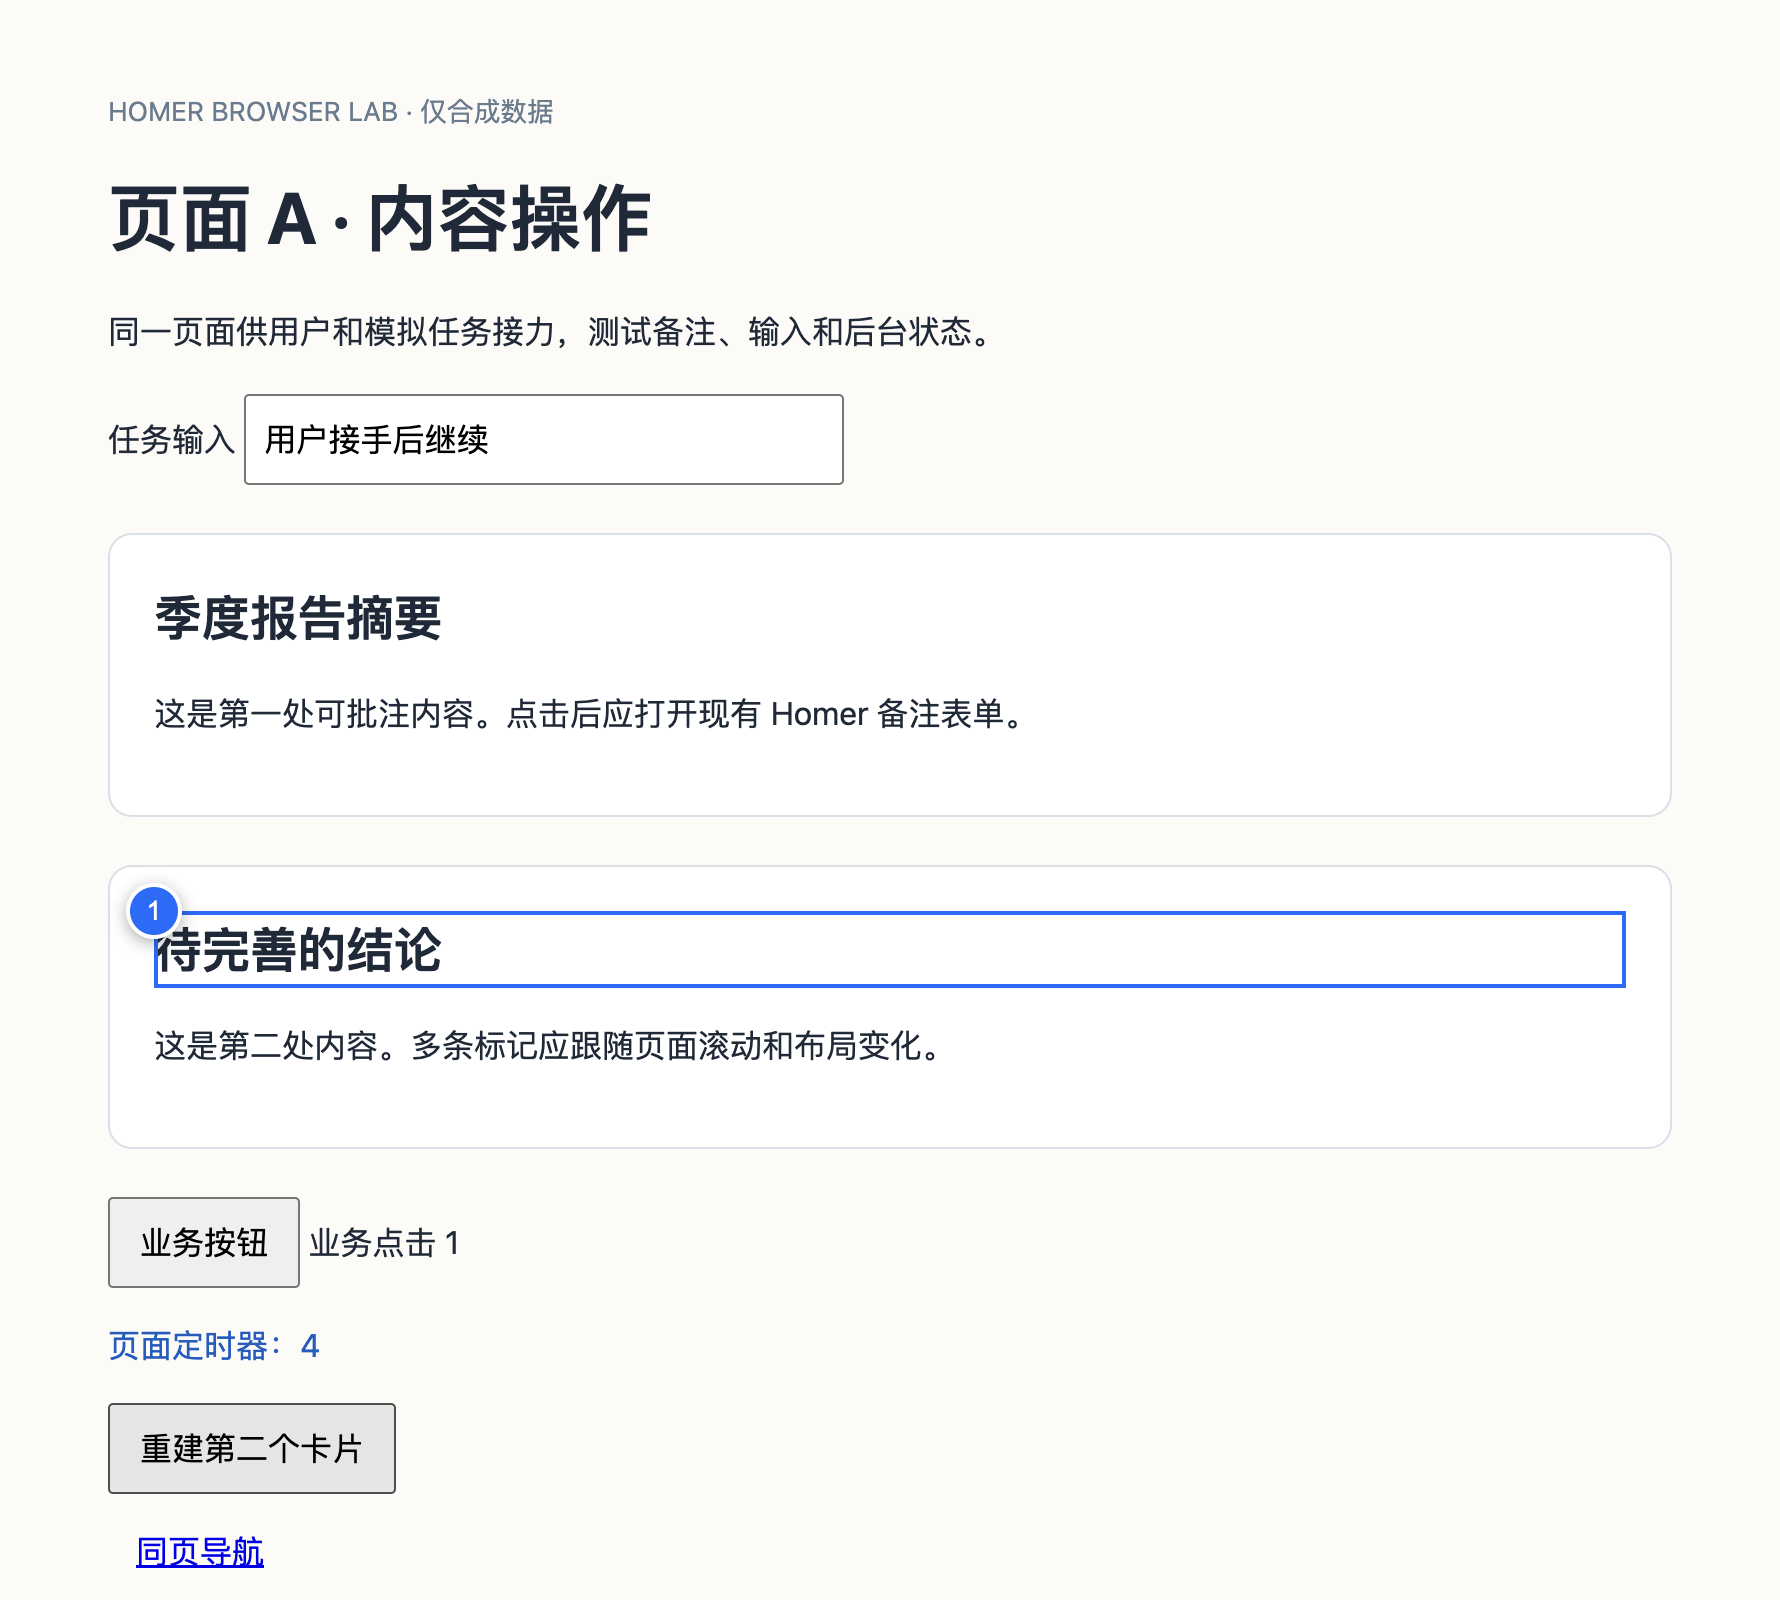 HOMER BROWSER LAB · 仅合成数据
页面 A · 内容操作
同一页面供用户和模拟任务接力，测试备注、输入和后台状态。
任务输入 用户接手后继续
季度报告摘要
这是第一处可批注内容。点击后应打开现有 Homer 备注表单。
1
待完善的结论
这是第二处内容。多条标记应跟随页面滚动和布局变化。
业务按钮 业务点击 1
页面定时器：4
重建第二个卡片
同页导航